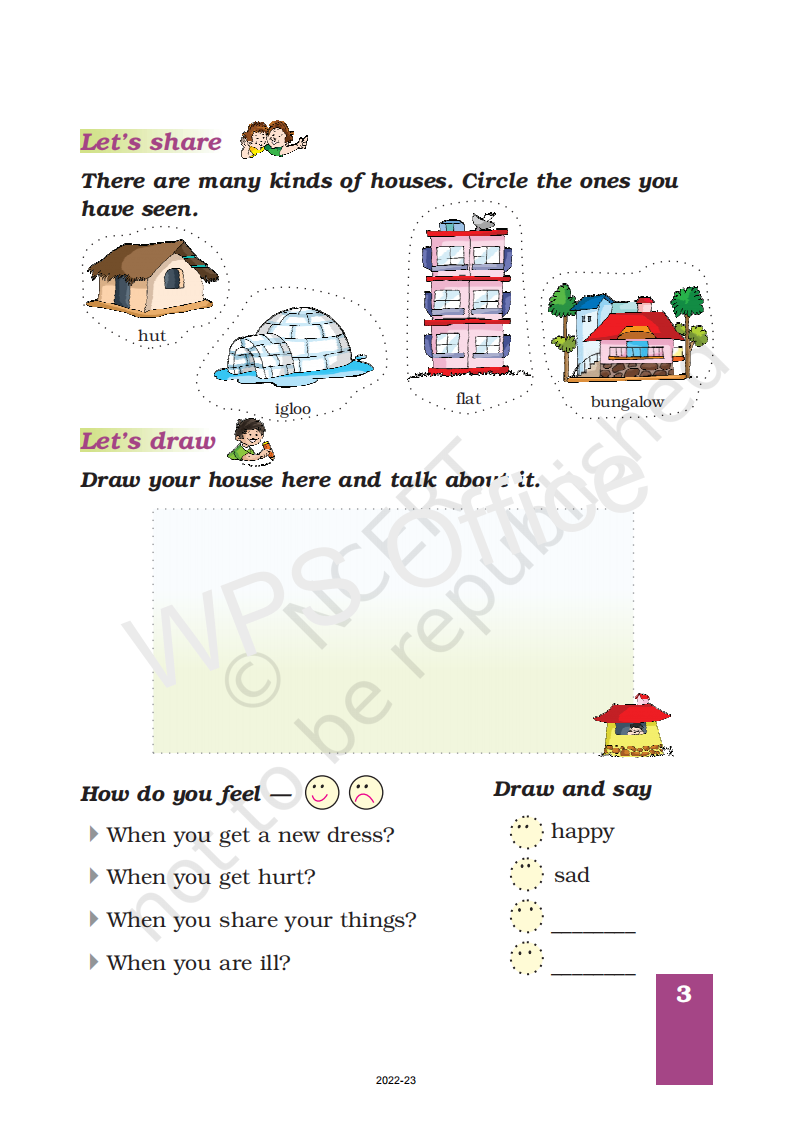 Let's share
There are many kinds of houses. Circle the ones you
have seen.
hut
igloo
flat
bungalow
Let's draw
Draw your house here and talk about it.
WPS Office
© NCERT
not to be republished
How do you feel —
When you get a new dress?
When you get hurt?
When you share your things?
When you are ill?
Draw and say
happy
sad
________
________
3
2022-23